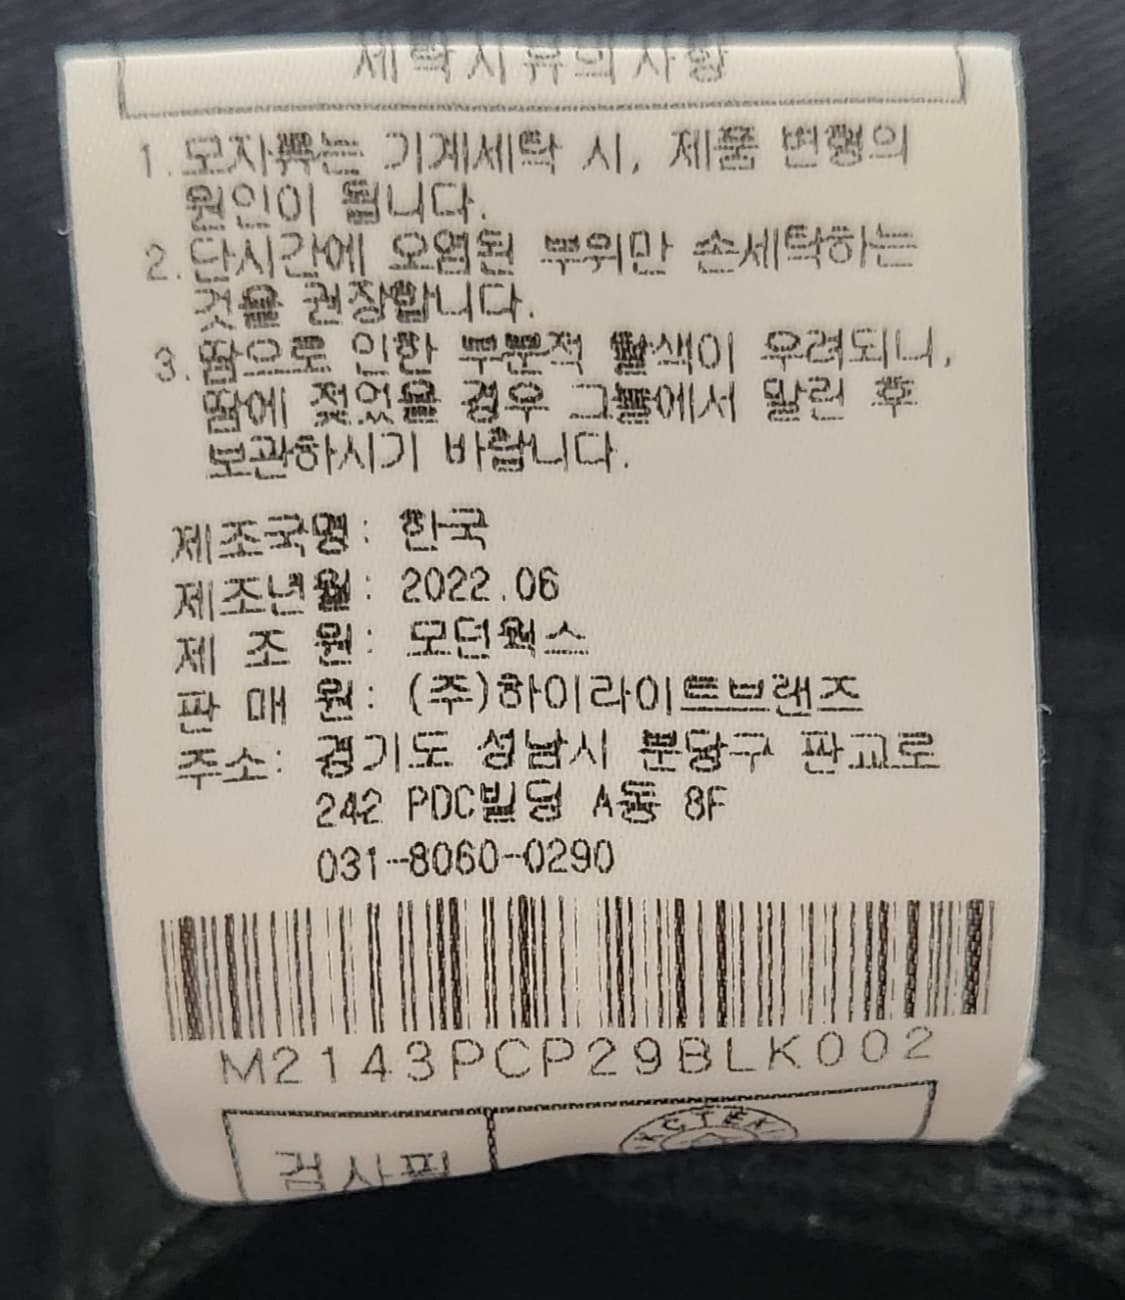 세탁시유의사항
1. 모자류는 기계세탁 시, 제품 변형의
원인이 됩니다.
2. 단시간에 오염된 부위만 손세탁하는
것을 권장합니다.
3. 땀으로 인한 부분적 탈색이 우려되니,
땀에 젖었을 경우 그늘에서 말린 후
보관하시기 바랍니다.
제조국명: 한국
제조년월: 2022.06
제 조 원: 모던웍스
판 매 원: (주)하이라이트브랜즈
주소: 경기도 성남시 분당구 판교로
242 PDC빌딩 A동 8F
031-8060-0290
M2143PCP29BLK002
검사필